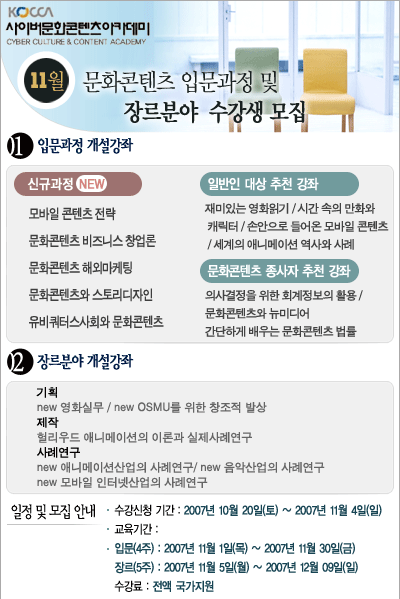 KOCCA
사이버문화콘텐츠아카데미
CYBER CULTURE & CONTENT ACADEMY
11월 문화콘텐츠 입문과정 및
장르분야 수강생 모집
01 입문과정 개설강좌
신규과정 NEW
모바일 콘텐츠 전략
문화콘텐츠 비즈니스 창업론
문화콘텐츠 해외마케팅
문화콘텐츠와 스토리디자인
유비쿼터스사회와 문화콘텐츠
일반인 대상 추천 강좌
재미있는 영화읽기 / 시간 속의 만화와
캐릭터 / 손안으로 들어온 모바일 콘텐츠
/ 세계의 애니메이션 역사와 사례
문화콘텐츠 종사자 추천 강좌
의사결정을 위한 회계정보의 활용 /
문화콘텐츠와 뉴미디어
간단하게 배우는 문화콘텐츠 법률
02 장르분야 개설강좌
기획
new 영화실무 / new OSMU를 위한 창조적 발상
제작
헐리우드 애니메이션의 이론과 실제사례연구
사례연구
new 애니메이션산업의 사례연구/ new 음악산업의 사례연구
new 모바일 인터넷산업의 사례연구
일정 및 모집 안내
· 수강신청 기간 : 2007년 10월 20일(토) ~ 2007년 11월 4일(일)
· 교육기간 :
· 입문(4주) : 2007년 11월 1일(목) ~ 2007년 11월 30일(금)
장르(5주) : 2007년 11월 5일(월) ~ 2007년 12월 09일(일)
수강료 : 전액 국가지원